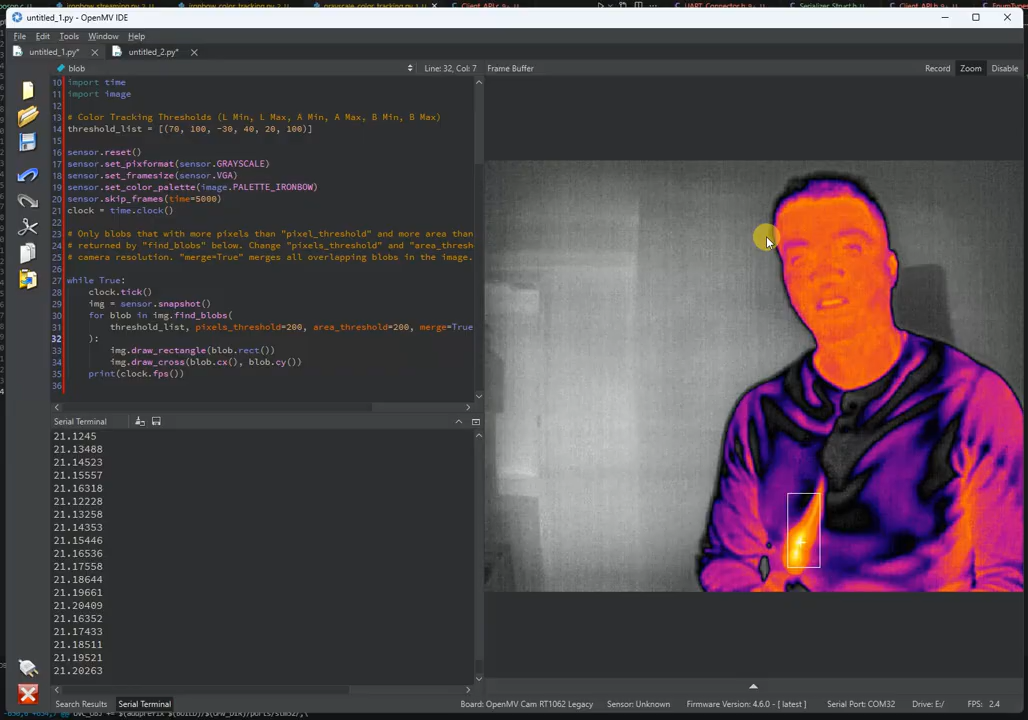 untitled_1.py* - OpenMV IDE
File Edit Tools Window Help
untitled_1.py* untitled_2.py*
blob Line: 32, Col: 7 Frame Buffer Record Zoom Disable
10 import time
11 import image
12
13 # Color Tracking Thresholds (L Min, L Max, A Min, A Max, B Min, B Max)
14 threshold_list = [(70, 100, -30, 40, 20, 100)]
15
16 sensor.reset()
17 sensor.set_pixformat(sensor.GRAYSCALE)
18 sensor.set_framesize(sensor.VGA)
19 sensor.set_color_palette(image.PALETTE_IRONBOW)
20 sensor.skip_frames(time=5000)
21 clock = time.clock()
22
23 # Only blobs that with more pixels than "pixel_threshold" and more area than
24 # returned by "find_blobs" below. Change "pixels_threshold" and "area_thresh
25 # camera resolution. "merge=True" merges all overlapping blobs in the image.
26
27 while True:
28 clock.tick()
29 img = sensor.snapshot()
30 for blob in img.find_blobs(
31 threshold_list, pixels_threshold=200, area_threshold=200, merge=True
32 ):
33 img.draw_rectangle(blob.rect())
34 img.draw_cross(blob.cx(), blob.cy())
35 print(clock.fps())
36
Serial Terminal
21.1245
21.13488
21.14523
21.15557
21.16318
21.12228
21.13258
21.14353
21.15446
21.16536
21.17558
21.18644
21.19661
21.20409
21.16352
21.17433
21.18511
21.19521
21.20263
Search Results Serial Terminal Board: OpenMV Cam RT1062 Legacy Sensor: Unknown Firmware Version: 4.6.0 - [ latest ] Serial Port: COM32 Drive: E:/ FPS: 2.4